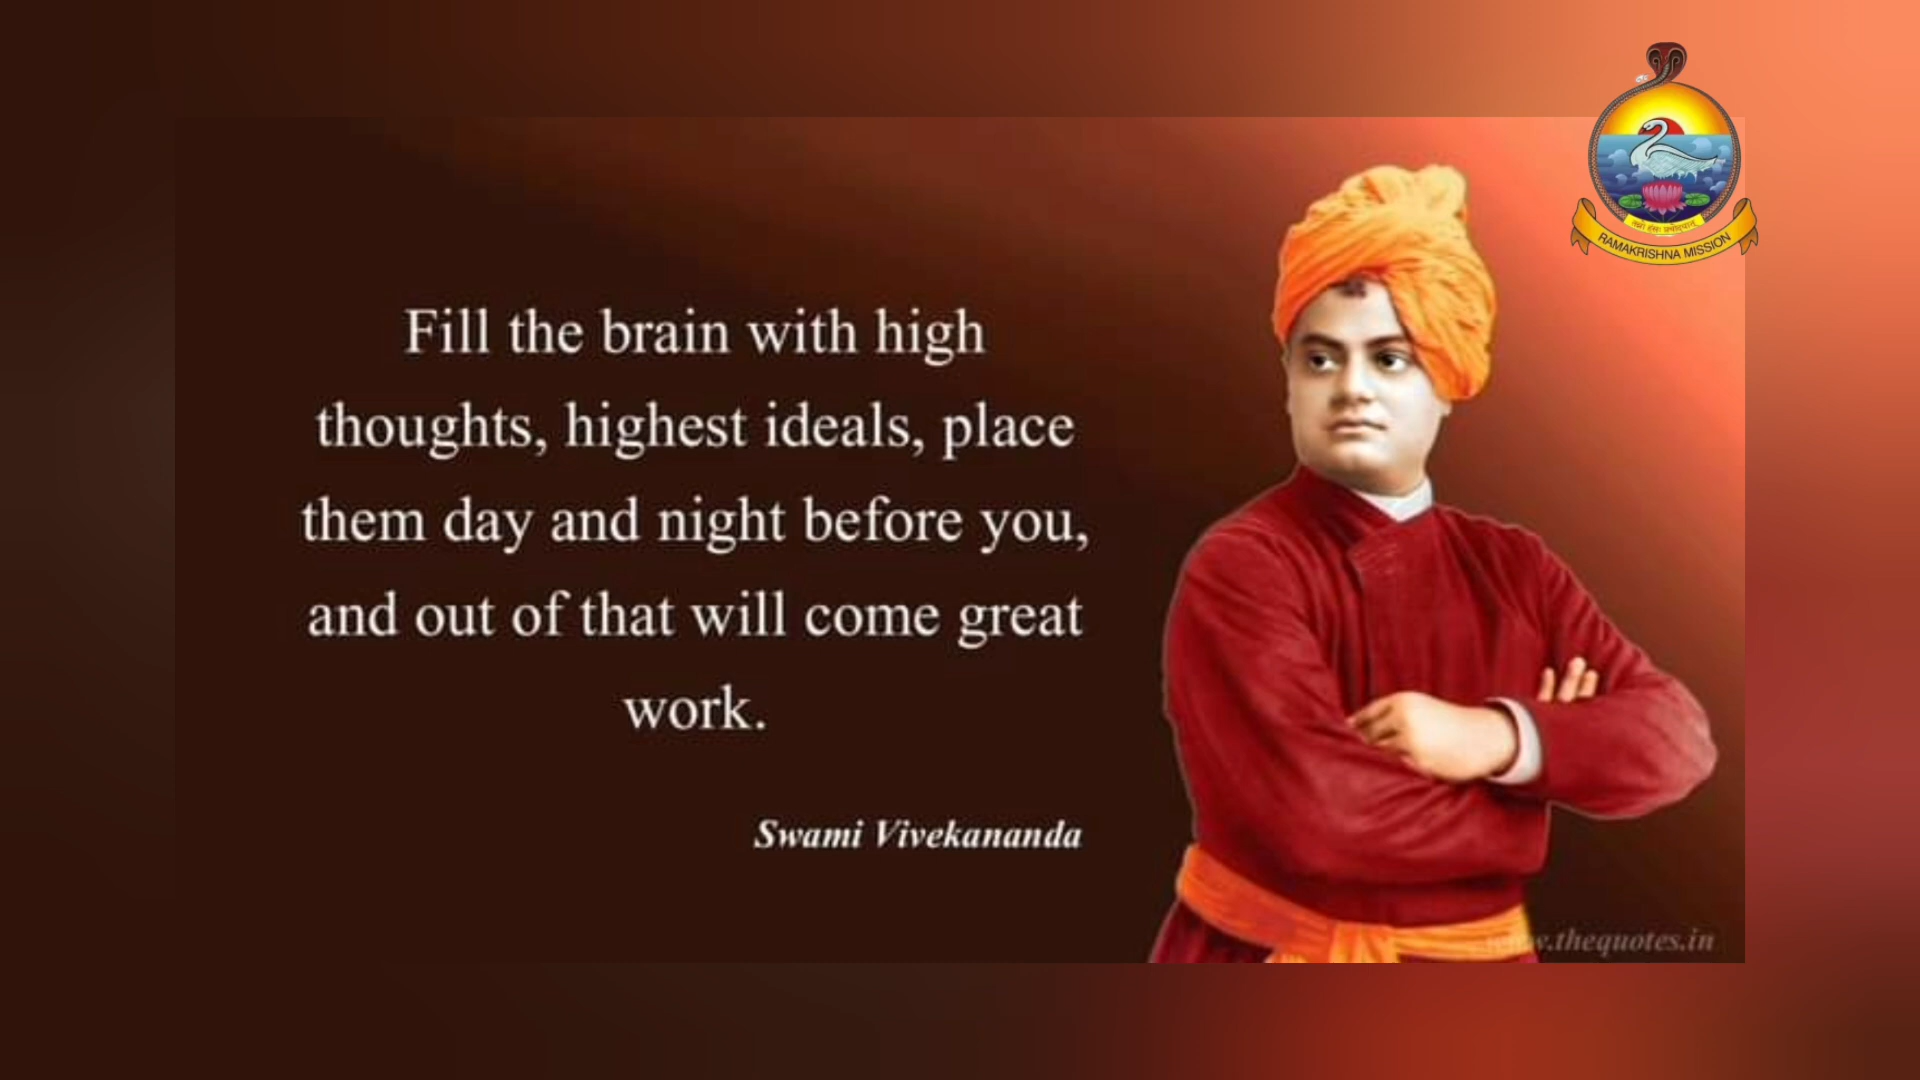 Fill the brain with high
thoughts, highest ideals, place
them day and night before you,
and out of that will come great
work.
Swami Vivekananda
RAMAKRISHNA MISSION
.thequotes.in